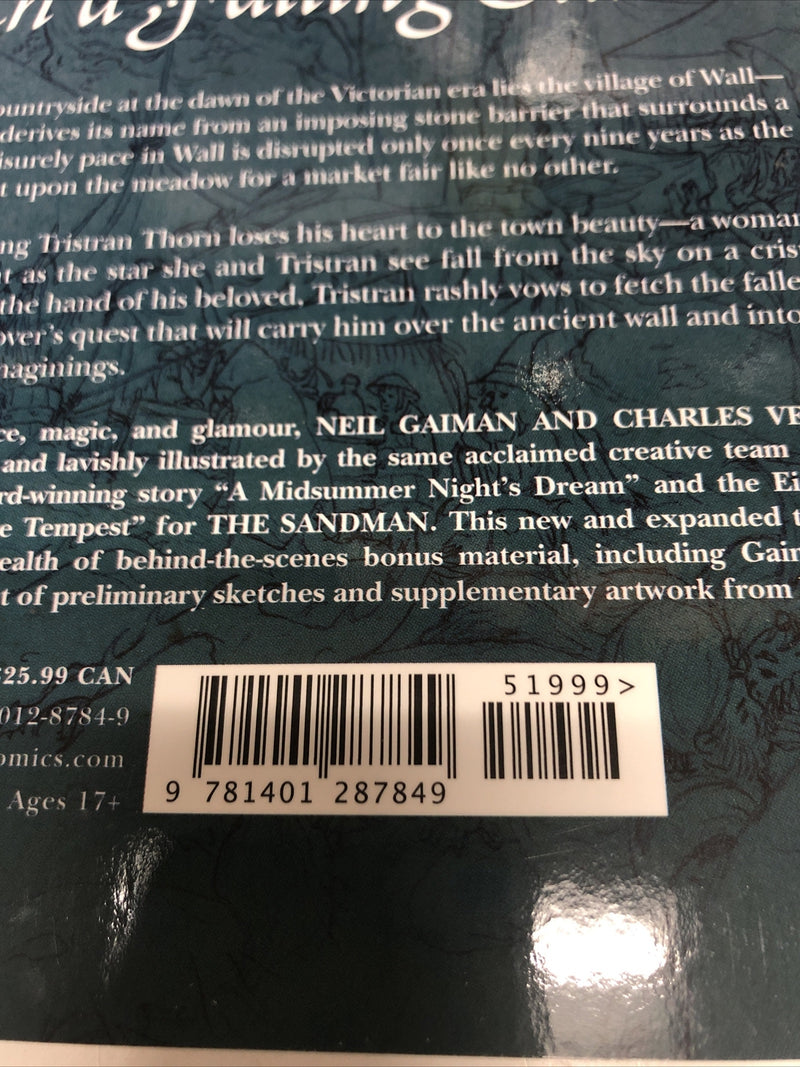 a Falling
ountryside at the dawn of the Victorian era lies the village of Wall—
derives its name from an imposing stone barrier that surrounds a
isurely pace in Wall is disrupted only once every nine years as the
t upon the meadow for a market fair like no other.
ng Tristran Thorn loses his heart to the town beauty—a woman
t as the star she and Tristran see fall from the sky on a cris
the hand of his beloved, Tristran rashly vows to fetch the falle
over's quest that will carry him over the ancient wall and into
naginings.
ce, magic, and glamour, NEIL GAIMAN AND CHARLES VE
and lavishly illustrated by the same acclaimed creative team
rd-winning story “A Midsummer Night's Dream” and the Ei
e Tempest” for THE SANDMAN. This new and expanded
ealth of behind-the-scenes bonus material, including Gain
t of preliminary sketches and supplementary artwork from
$25.99 CAN
012-8784-9
omics.com
Ages 17+
51999>
9 781401 287849